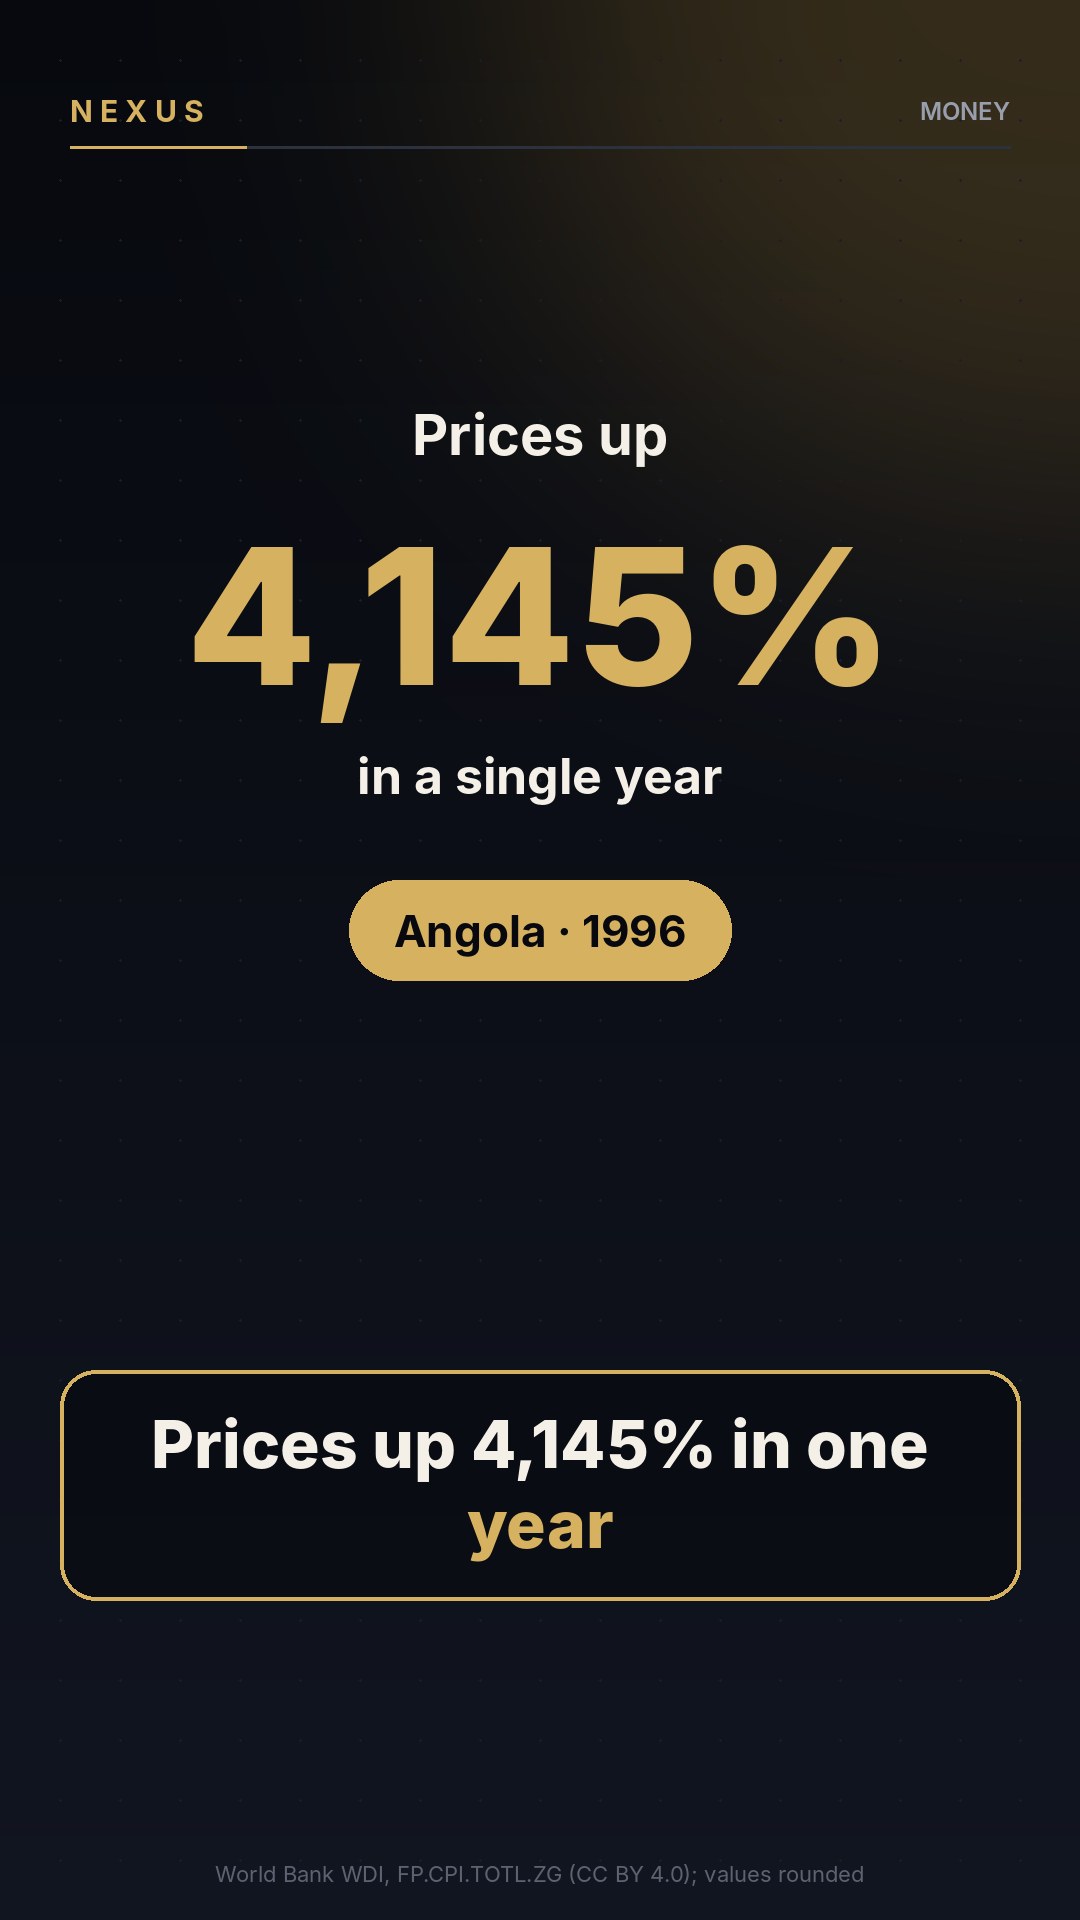 NEXUS
MONEY
Prices up
4,145%
in a single year
Angola · 1996
Prices up 4,145% in one
year
World Bank WDI, FP.CPI.TOTL.ZG (CC BY 4.0); values rounded